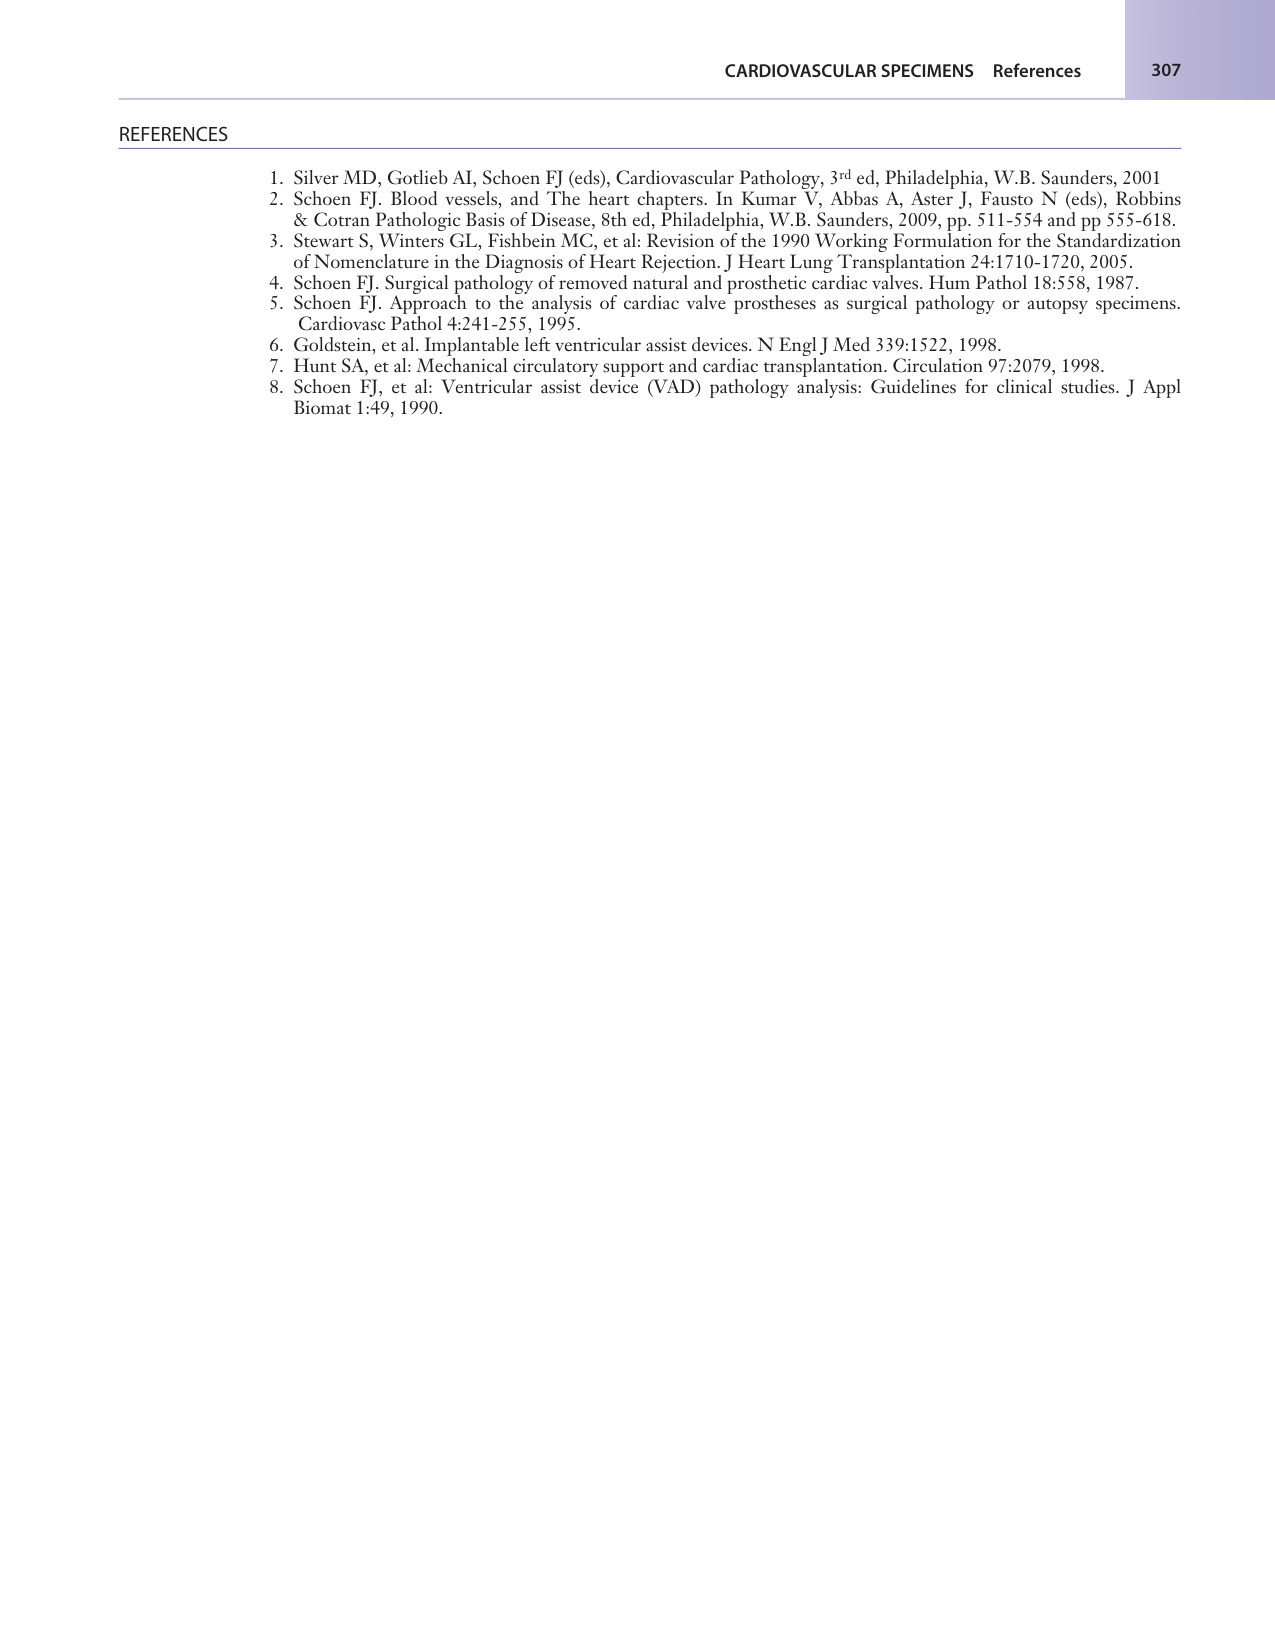 CARDIOVASCULAR SPECIMENS References 307
REFERENCES
1. Silver MD, Gotlieb AI, Schoen FJ (eds), Cardiovascular Pathology, 3rd ed, Philadelphia, W.B. Saunders, 2001
2. Schoen FJ. Blood vessels, and The heart chapters. In Kumar V, Abbas A, Aster J, Fausto N (eds), Robbins
& Cotran Pathologic Basis of Disease, 8th ed, Philadelphia, W.B. Saunders, 2009, pp. 511-554 and pp 555-618.
3. Stewart S, Winters GL, Fishbein MC, et al: Revision of the 1990 Working Formulation for the Standardization
of Nomenclature in the Diagnosis of Heart Rejection. J Heart Lung Transplantation 24:1710-1720, 2005.
4. Schoen FJ. Surgical pathology of removed natural and prosthetic cardiac valves. Hum Pathol 18:558, 1987.
5. Schoen FJ. Approach to the analysis of cardiac valve prostheses as surgical pathology or autopsy specimens.
Cardiovasc Pathol 4:241-255, 1995.
6. Goldstein, et al. Implantable left ventricular assist devices. N Engl J Med 339:1522, 1998.
7. Hunt SA, et al: Mechanical circulatory support and cardiac transplantation. Circulation 97:2079, 1998.
8. Schoen FJ, et al: Ventricular assist device (VAD) pathology analysis: Guidelines for clinical studies. J Appl
Biomat 1:49, 1990.